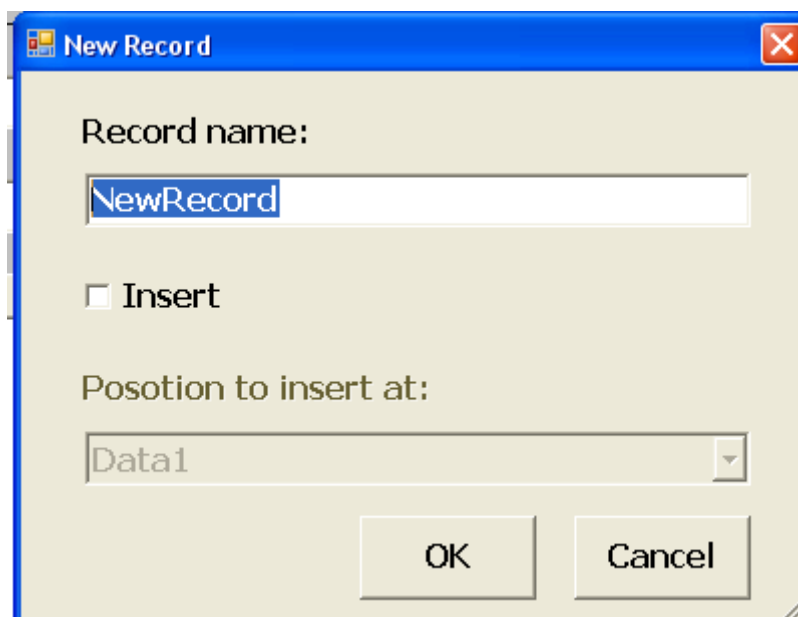 New Record
Record name:
NewRecord
Insert
Posotion to insert at:
Data1
OK Cancel